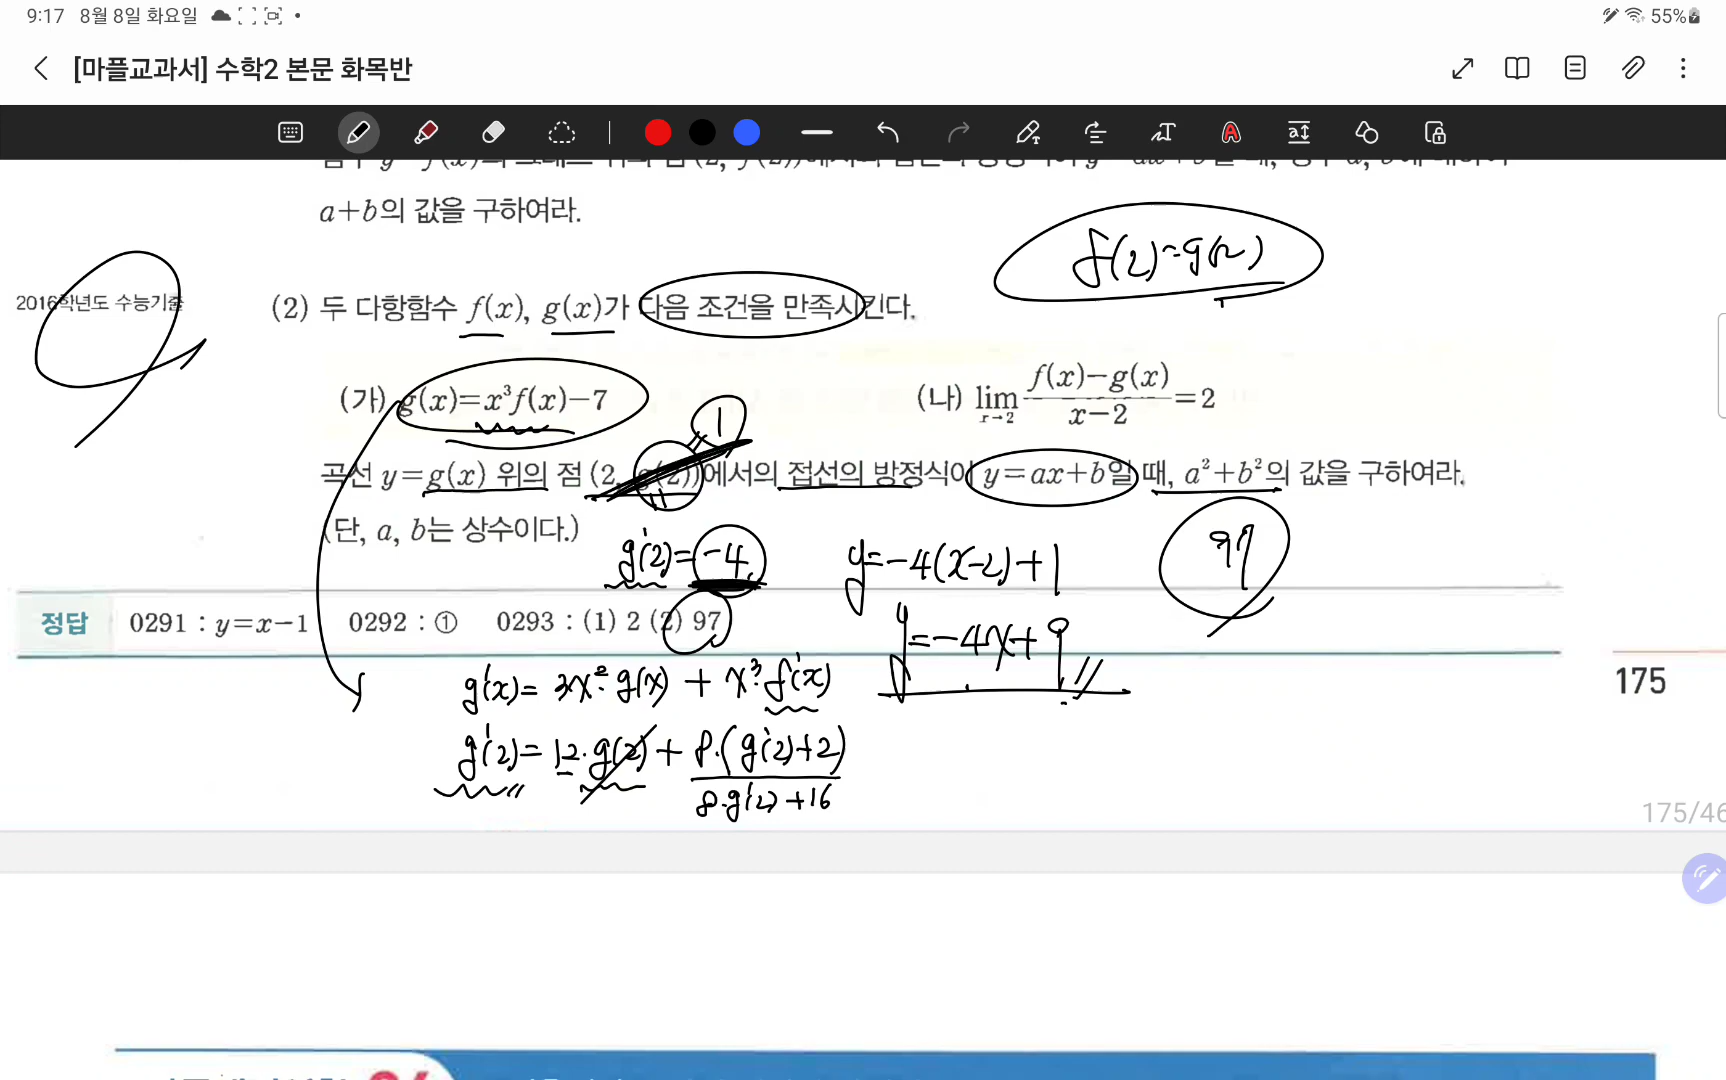 9:17 8월 8일 화요일
55%
[마플교과서] 수학2 본문 화목반
a+b의 값을 구하여라.
f(2)=g(2)
2016학년도 수능기출
(2) 두 다항함수 f(x), g(x)가 다음 조건을 만족시킨다.
(가) g(x)=x³f(x)−7 (나) lim x→2 f(x)−g(x) / x−2 =2
1
곡선 y=g(x) 위의 점 (2, g(2))에서의 접선의 방정식이 y=ax+b일 때, a²+b²의 값을 구하여라.
(단, a, b는 상수이다.)
g'(2)=-4 y=-4(x-2)+1 97
정답 0291 : y=x−1 0292 : ① 0293 : (1) 2 (2) 97
y=-4x+9
g'(x)= 3x²·g(x) + x³·f'(x)
175
g'(2)= 12·g(2) + 8·(g'(2)+2)
8·g'(2)+16
175/46